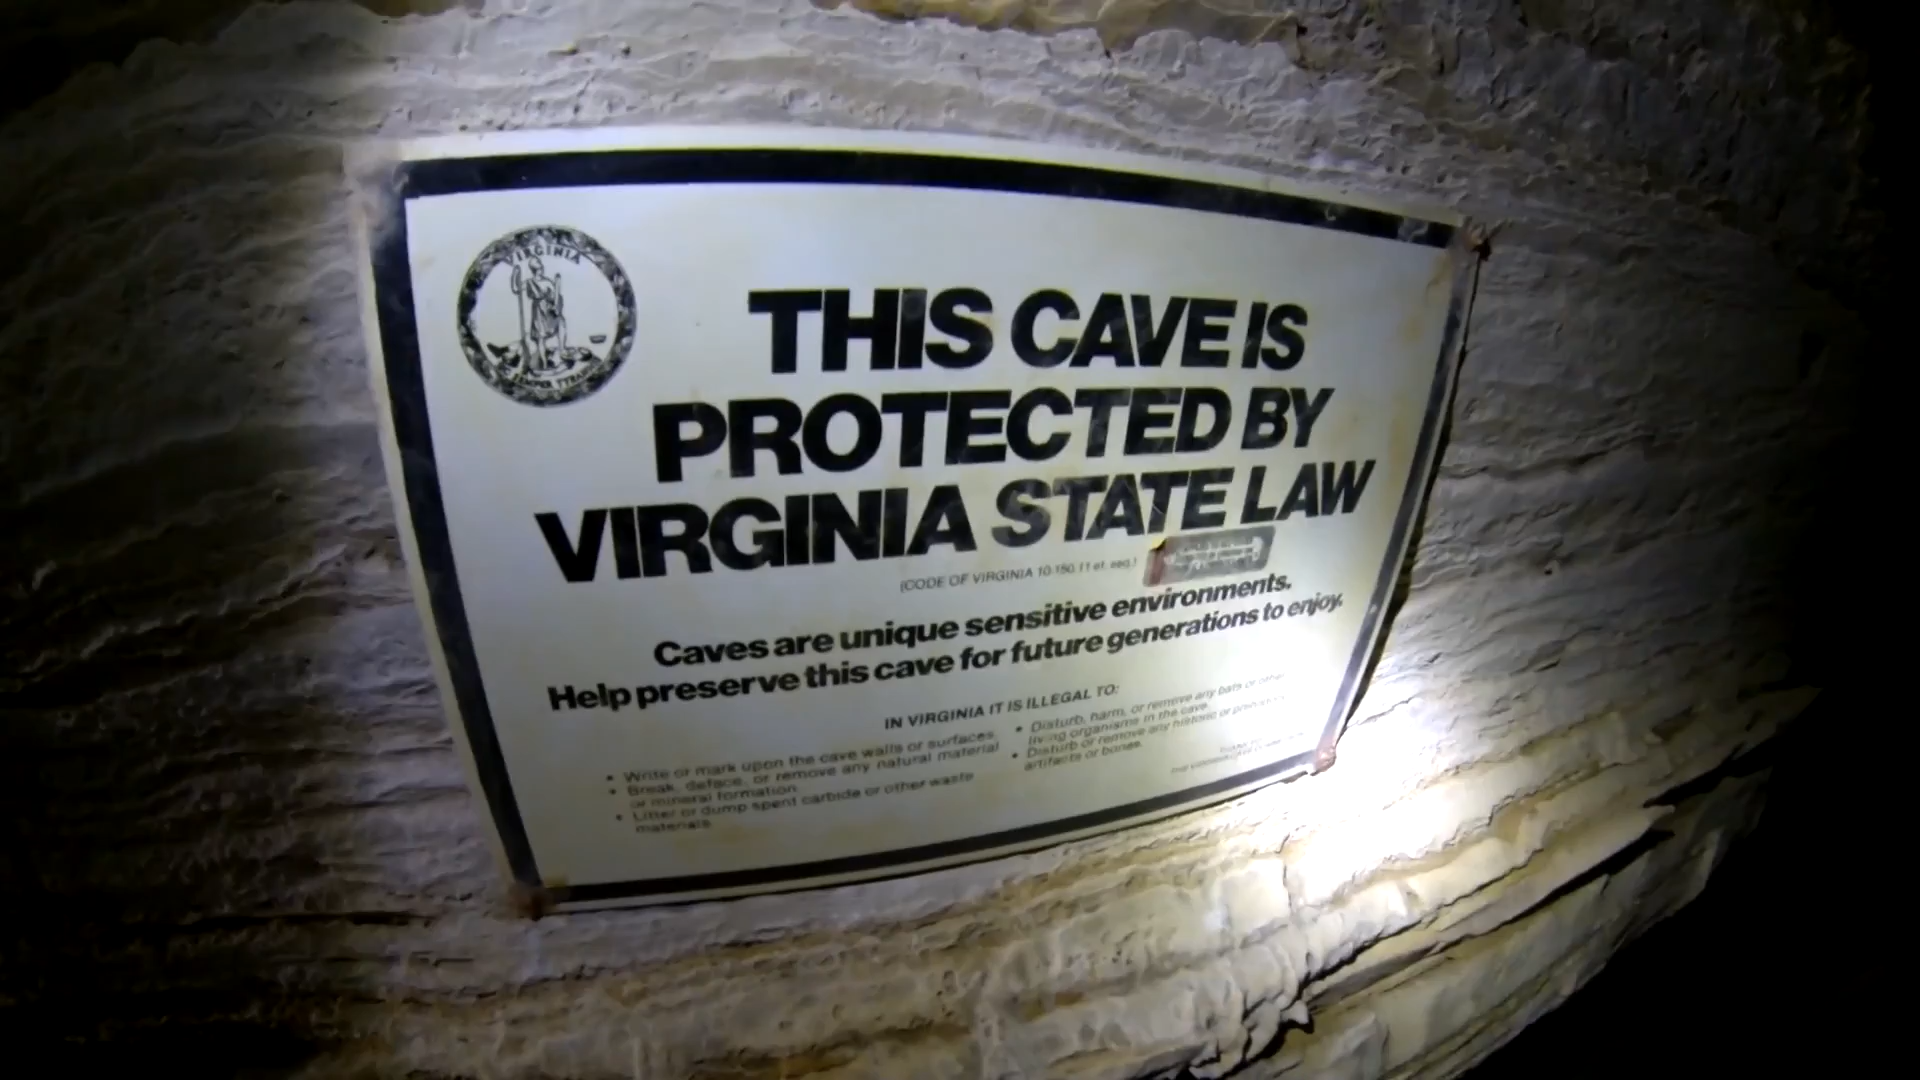 VIRGINIA
SEMPER TYRANNIS
THIS CAVE IS
PROTECTED BY
VIRGINIA STATE LAW
(CODE OF VIRGINIA 10-150.11 et. seq.)
Caves are unique sensitive environments.
Help preserve this cave for future generations to enjoy.
IN VIRGINIA IT IS ILLEGAL TO:
• Write or mark upon the cave walls or surfaces.
• Break, deface, or remove any natural material
or mineral formation.
• Litter or dump spent carbide or other waste
materials.
• Disturb, harm, or remove any bats or other
living organisms in the cave.
• Disturb or remove any historic or
artifacts or bones.